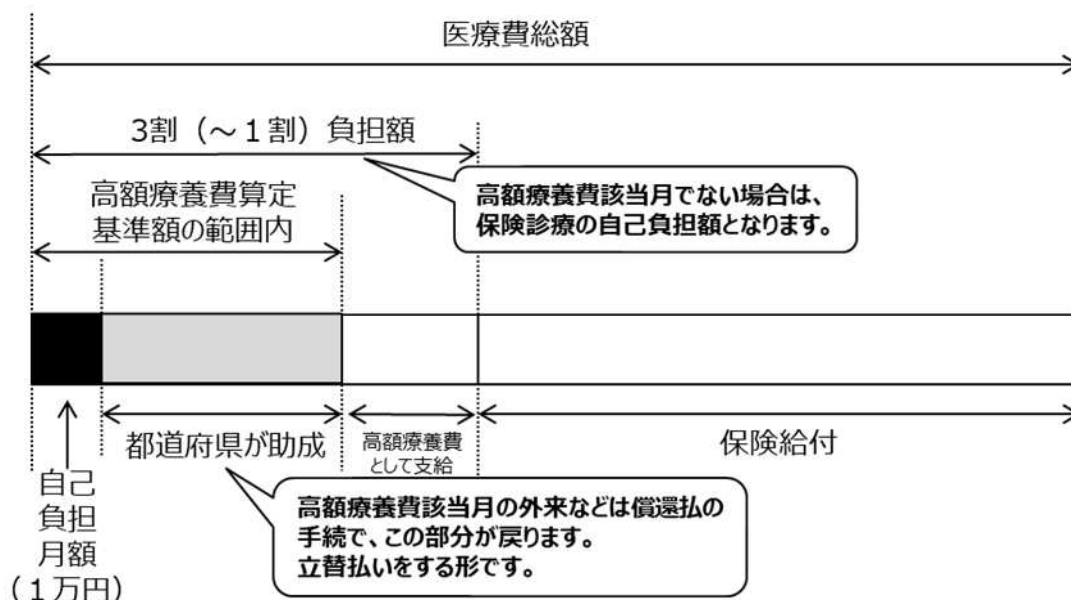 医療費総額
3割（～１割）負担額
高額療養費算定
基準額の範囲内
高額療養費該当月でない場合は、
保険診療の自己負担額となります。
都道府県が助成
高額療養費
として支給
保険給付
自己
負担
月額
（１万円）
高額療養費該当月の外来などは償還払の
手続で、この部分が戻ります。
立替払いをする形です。